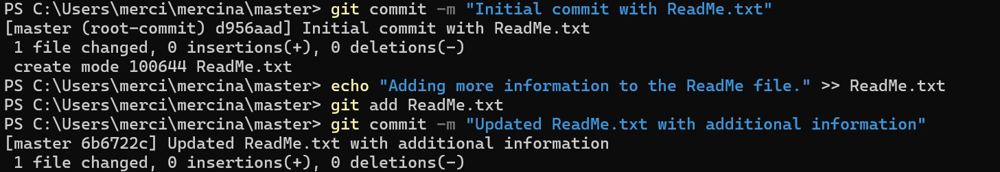 PS C:\Users\merci\mercina\master> git commit -m "Initial commit with ReadMe.txt"
[master (root-commit) d956aad] Initial commit with ReadMe.txt
 1 file changed, 0 insertions(+), 0 deletions(-)
 create mode 100644 ReadMe.txt
PS C:\Users\merci\mercina\master> echo "Adding more information to the ReadMe file." >> ReadMe.txt
PS C:\Users\merci\mercina\master> git add ReadMe.txt
PS C:\Users\merci\mercina\master> git commit -m "Updated ReadMe.txt with additional information"
[master 6b6722c] Updated ReadMe.txt with additional information
 1 file changed, 0 insertions(+), 0 deletions(-)